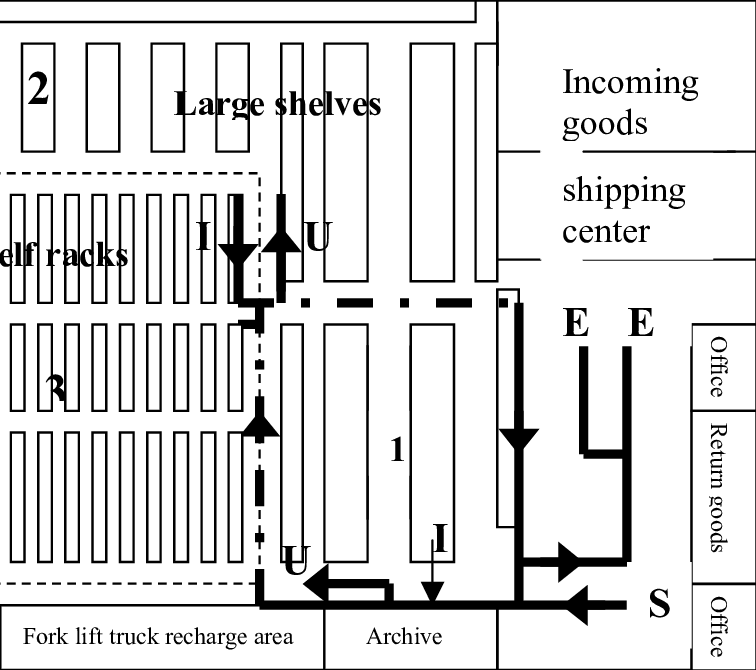 2
Large shelves
Incoming
goods
shipping
center
I
U
elf racks
E
E
Office
3
1
Return goods
I
U
S
Fork lift truck recharge area
Archive
Office